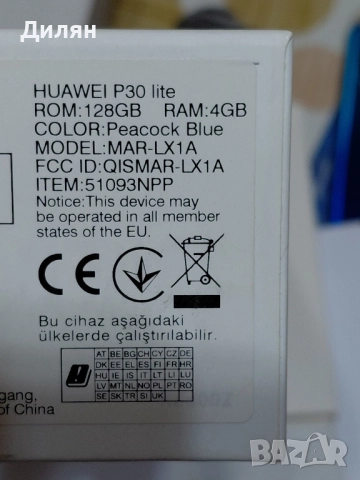 Дилян
HUAWEI P30 lite
ROM:128GB RAM:4GB
COLOR:Peacock Blue
MODEL:MAR-LX1A
FCC ID:QISMAR-LX1A
ITEM:51093NPP
Notice:This device may
be operated in all member
states of the EU.
CE
Bu cihaz aşağıdaki
ülkelerde çalıştırılabilir.
AT BE BG CH CY CZ DE
DK EE EL ES FI FR HR
HU IE IS IT LI LT LU
LV MT NL NO PL PT RO
SE SK TR SI UK
gang,
of China
BAZAR
bg